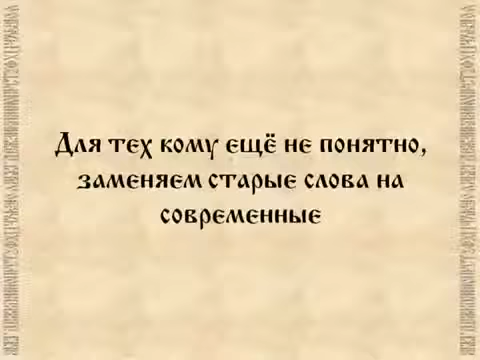 Для тех кому ещё не понятно,
заменяем старые слова на
современные